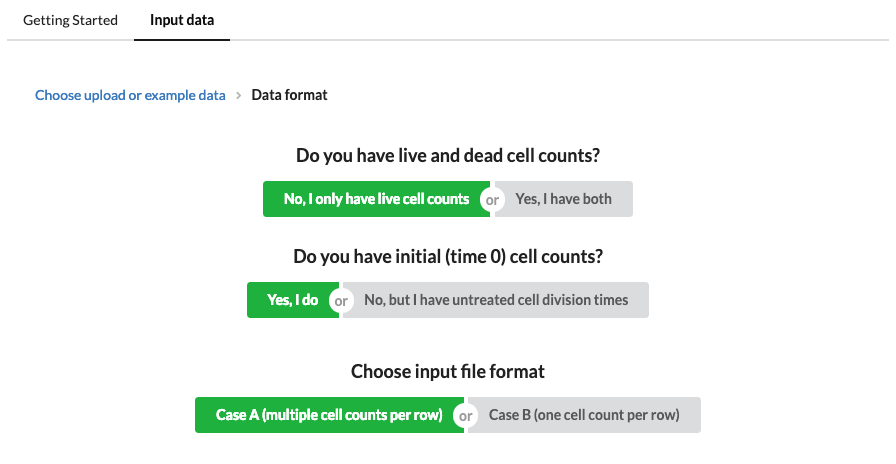 Getting Started Input data
Choose upload or example data > Data format
Do you have live and dead cell counts?
No, I only have live cell counts or Yes, I have both
Do you have initial (time 0) cell counts?
Yes, I do or No, but I have untreated cell division times
Choose input file format
Case A (multiple cell counts per row) or Case B (one cell count per row)